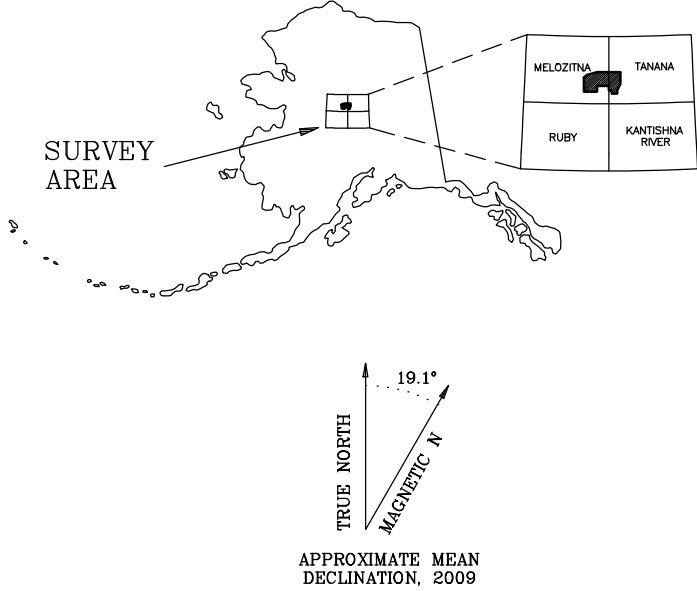 MELOZITNA
TANANA
RUBY
KANTISHNA
RIVER
SURVEY
AREA
19.1°
TRUE NORTH
MAGNETIC N
APPROXIMATE MEAN
DECLINATION, 2009